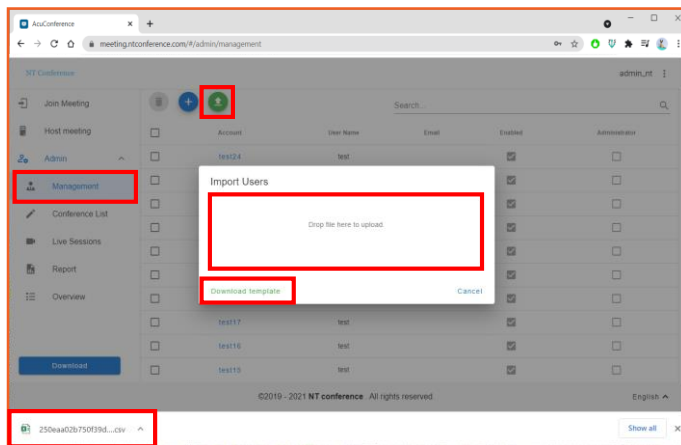 AcuConference
meeting.ntconference.com/#/admin/management
NT Conference
admin_nt
Join Meeting
Search...
Host meeting
Account User Name Email Enabled Administrator
Admin
test24 test
Management
Import Users
Conference List
Drop file here to upload.
Live Sessions
Report
Download template Cancel
Overview
test17 test
test16 test
Download
test15 test
©2019 - 2021 NT conference . All rights reserved.
English
250eaa02b750f39d....csv
Show all